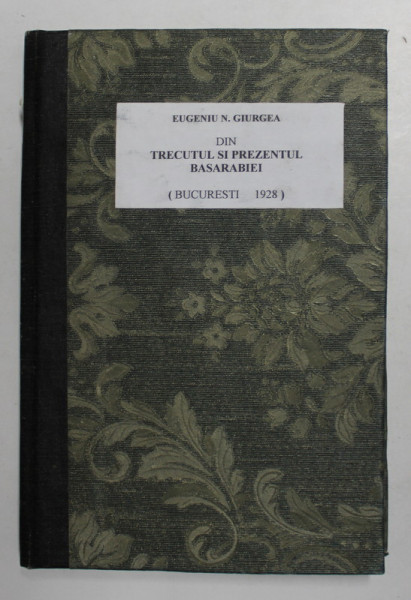 EUGENIU N. GIURGEA
DIN
TRECUTUL SI PREZENTUL
BASARABIEI
( BUCURESTI 1928 )